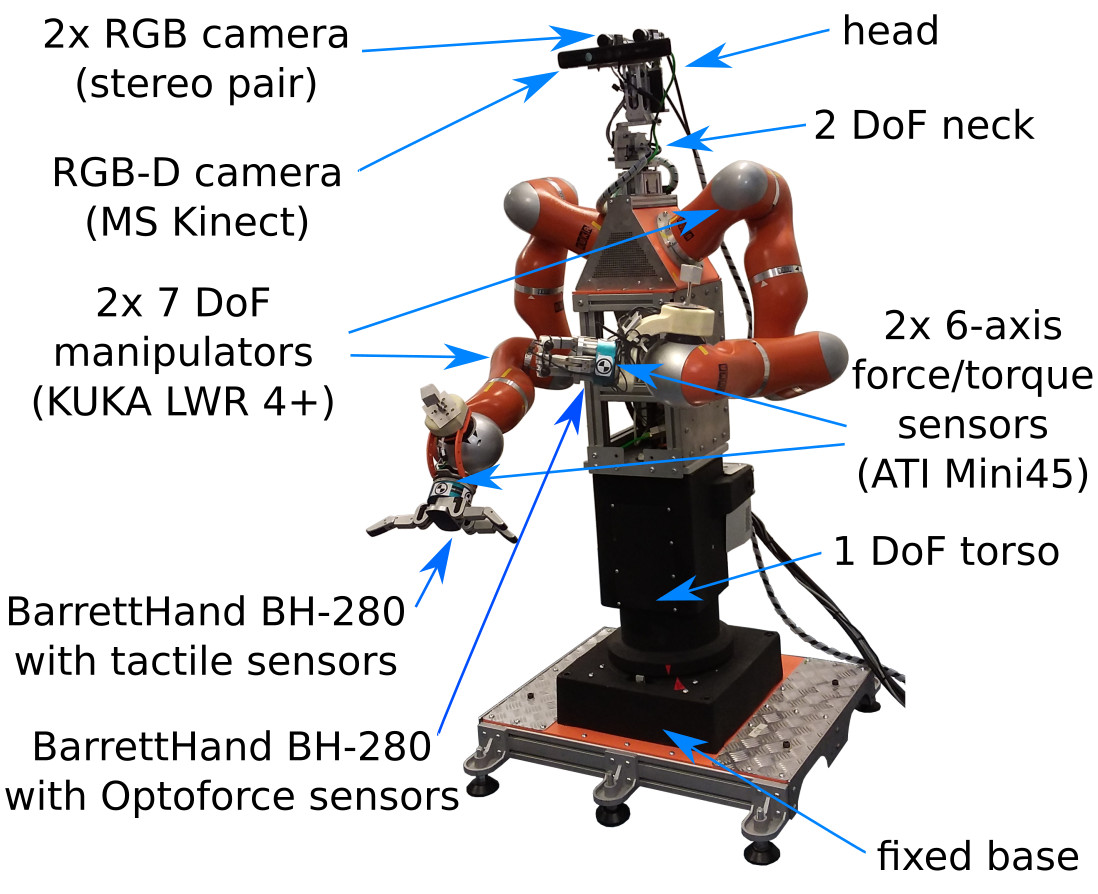 2x RGB camera
(stereo pair)
head
2 DoF neck
RGB-D camera
(MS Kinect)
2x 7 DoF
manipulators
(KUKA LWR 4+)
2x 6-axis
force/torque
sensors
(ATI Mini45)
1 DoF torso
BarrettHand BH-280
with tactile sensors
BarrettHand BH-280
with Optoforce sensors
fixed base